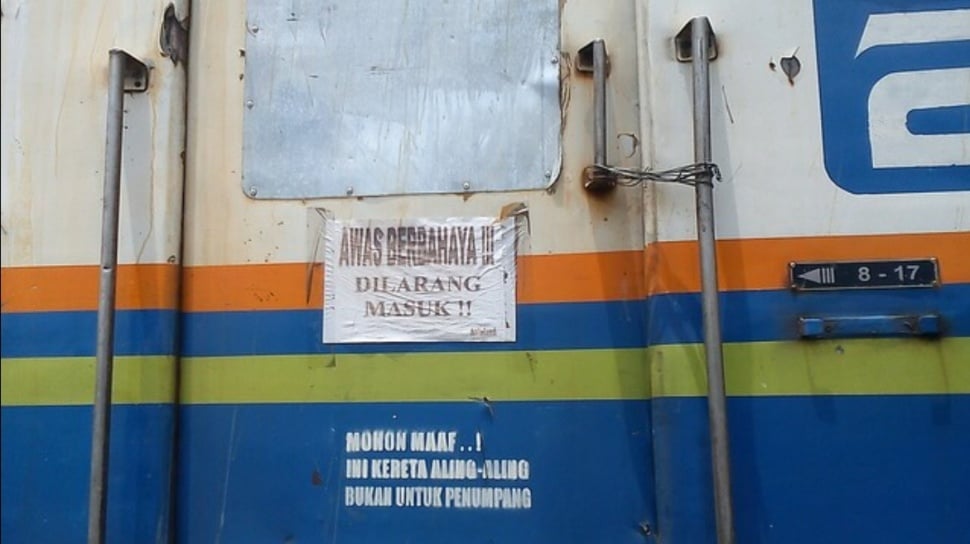 AWAS BERBAHAYA !!!
DILARANG
MASUK !!
8 - 17
MOHON MAAF . . !
INI KERETA ALING-ALING
BUKAN UNTUK PENUMPANG